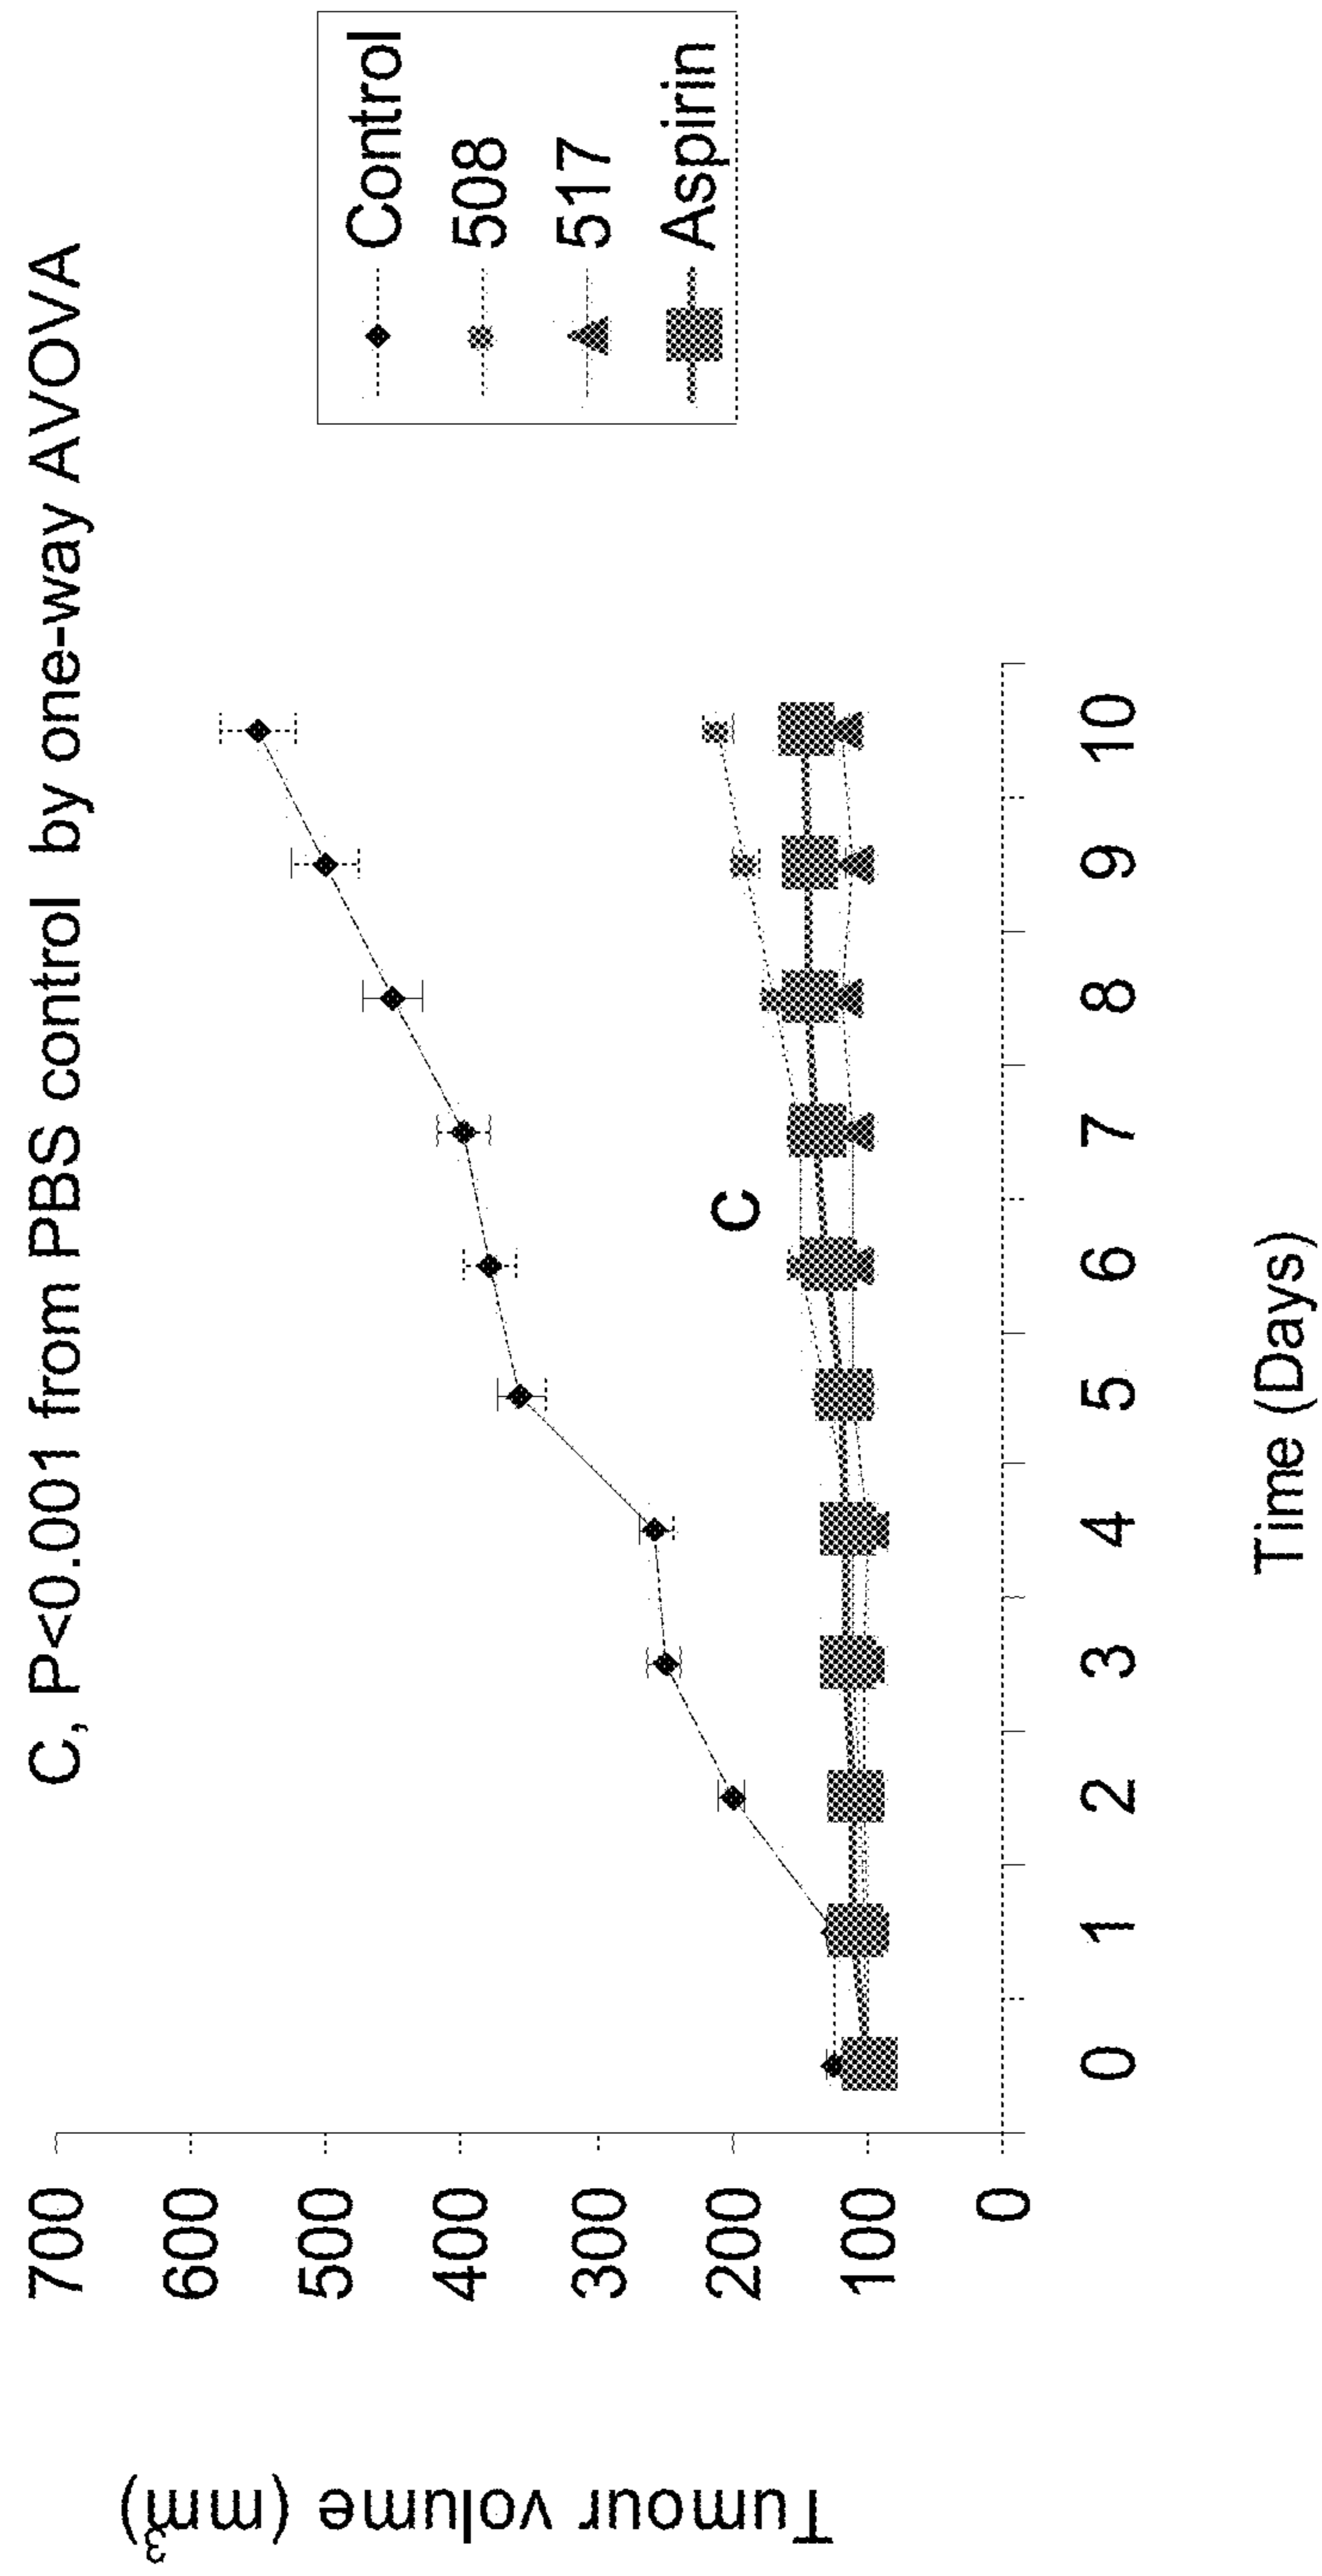 C, P<0.001 from PBS control by one-way AVOVA
Tumour volume (mm3)
700
600
500
400
300
200
100
0
C
0 1 2 3 4 5 6 7 8 9 10
Time (Days)
Control
508
517
Aspirin